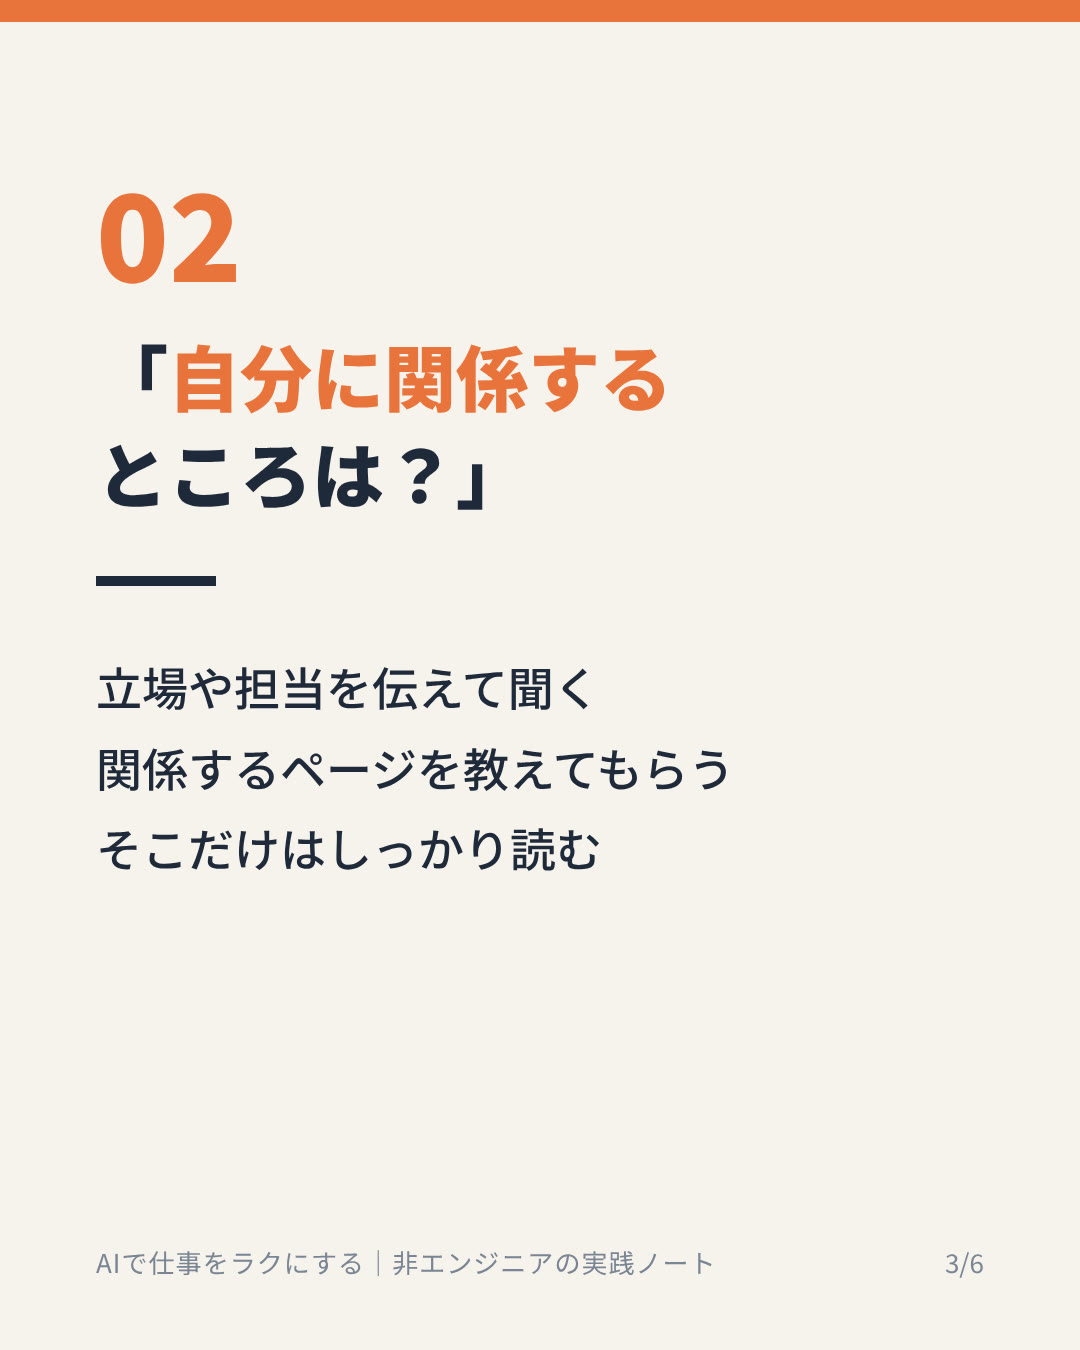 02
「自分に関係する
ところは？」
立場や担当を伝えて聞く
関係するページを教えてもらう
そこだけはしっかり読む
AIで仕事をラクにする｜非エンジニアの実践ノート
3/6